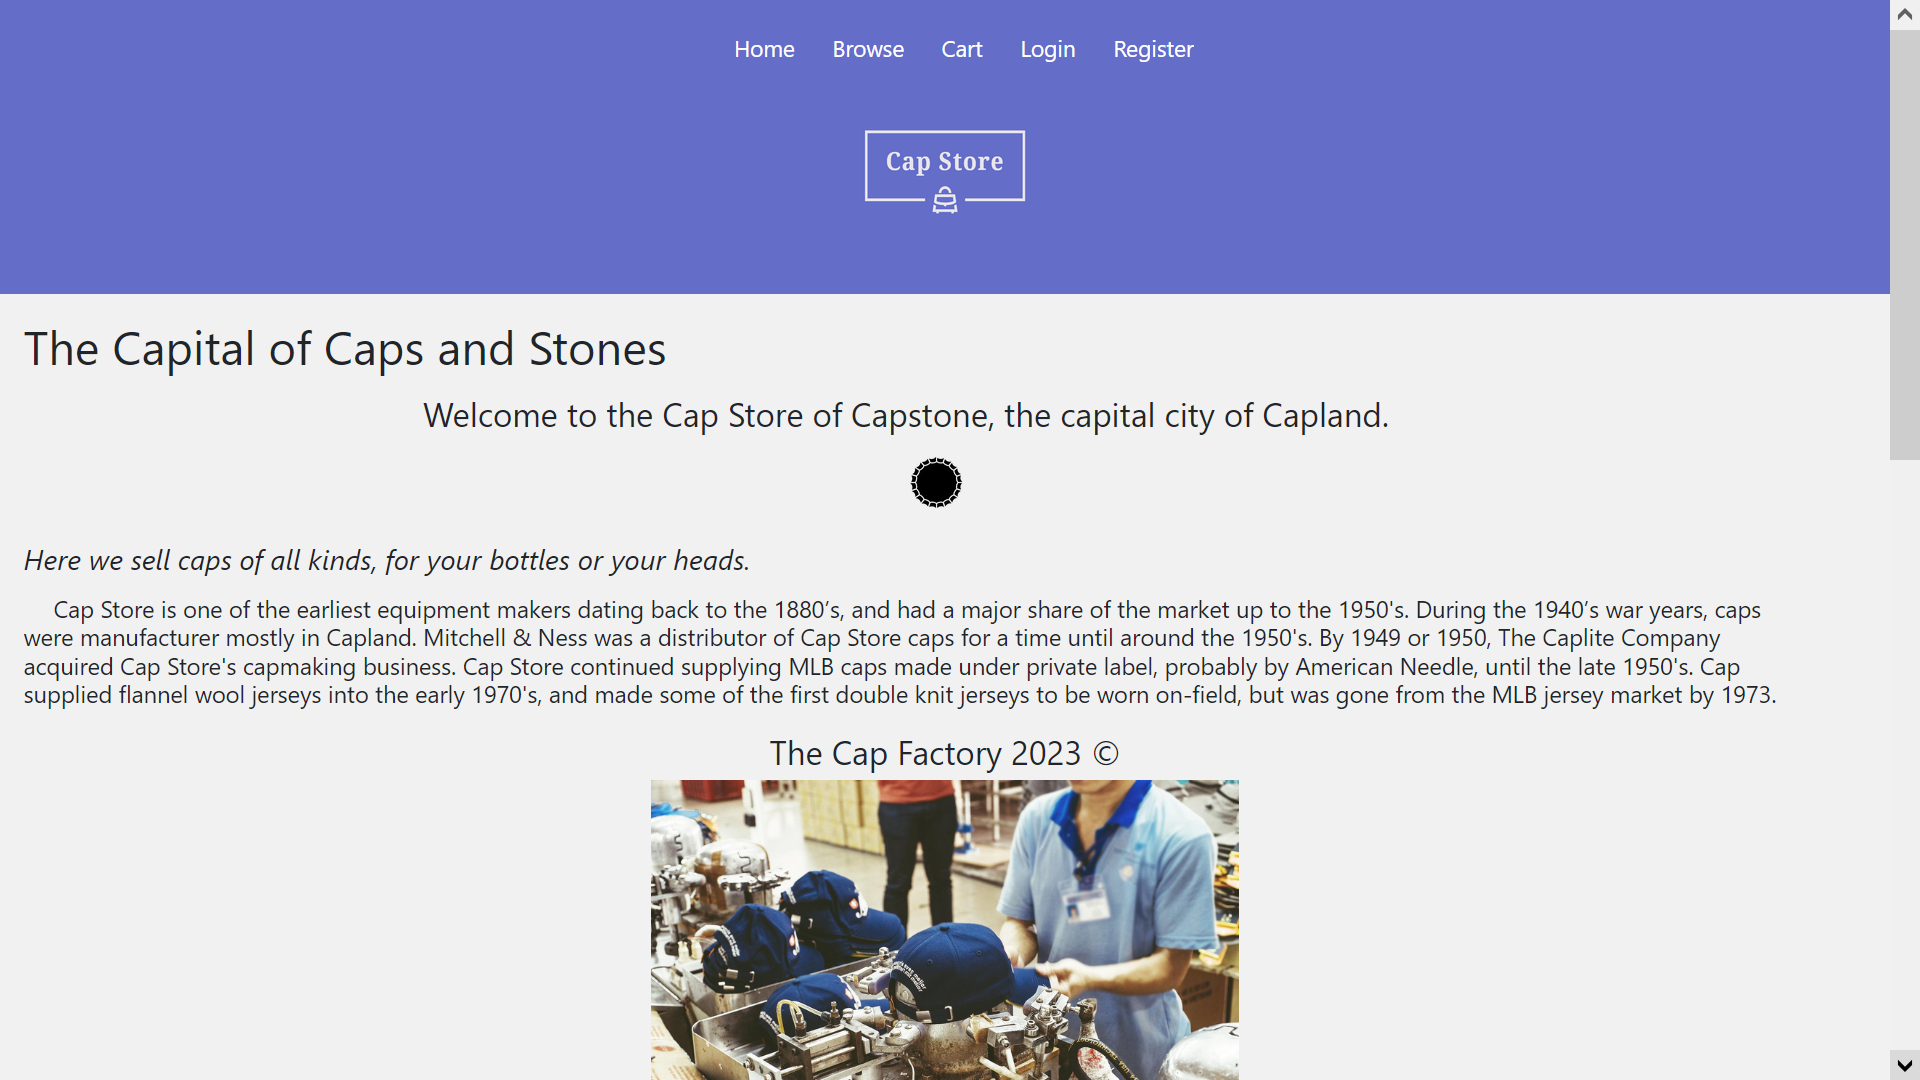 Home Browse Cart Login Register
Cap Store
The Capital of Caps and Stones
Welcome to the Cap Store of Capstone, the capital city of Capland.
Here we sell caps of all kinds, for your bottles or your heads.
Cap Store is one of the earliest equipment makers dating back to the 1880’s, and had a major share of the market up to the 1950's. During the 1940’s war years, caps
were manufacturer mostly in Capland. Mitchell & Ness was a distributor of Cap Store caps for a time until around the 1950's. By 1949 or 1950, The Caplite Company
acquired Cap Store's capmaking business. Cap Store continued supplying MLB caps made under private label, probably by American Needle, until the late 1950's. Cap
supplied flannel wool jerseys into the early 1970's, and made some of the first double knit jerseys to be worn on-field, but was gone from the MLB jersey market by 1973.
The Cap Factory 2023 ©